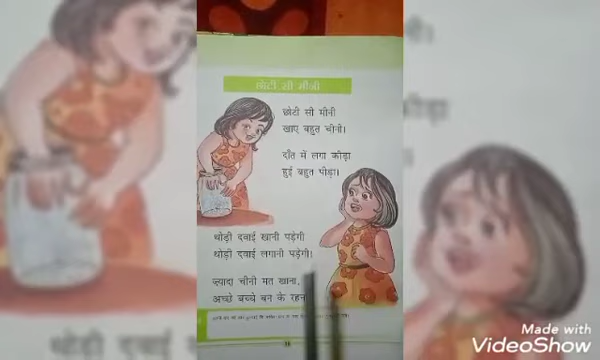 छोटी सी मीनी
छोटी सी मीनी
खाए बहुत चीनी।
दाँत में लगा कीड़ा
हुई बहुत पीड़ा।
थोड़ी दवाई खानी पड़ेगी
थोड़ी दवाई लगानी पड़ेगी।
ज़्यादा चीनी मत खाना,
अच्छे बच्चे बन के रहना
Made with
VideoShow